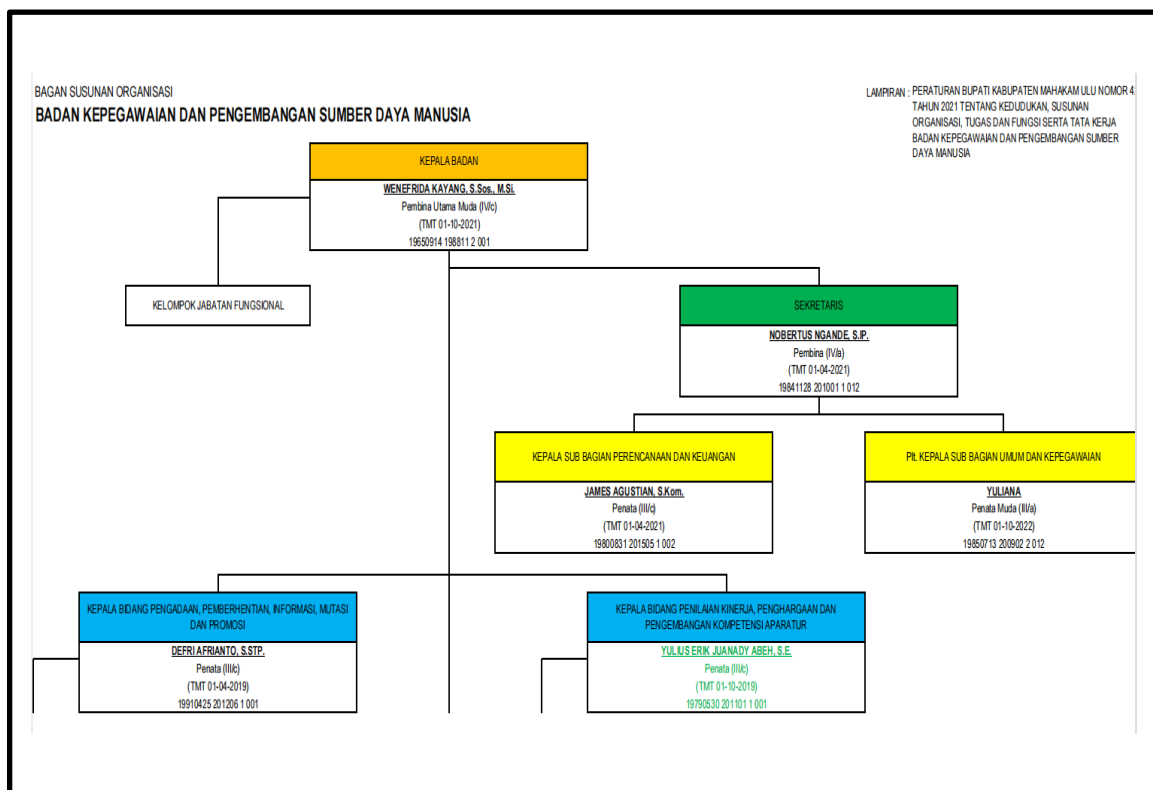 BAGAN SUSUNAN ORGANISASI
BADAN KEPEGAWAIAN DAN PENGEMBANGAN SUMBER DAYA MANUSIA
LAMPIRAN : PERATURAN BUPATI KABUPATEN MAHAKAM ULU NOMOR
TAHUN 2021 TENTANG KEDUDUKAN, SUSUNAN
ORGANISASI, TUGAS DAN FUNGSI SERTA TATA KERJA
BADAN KEPEGAWAIAN DAN PENGEMBANGAN SUMBER
DAYA MANUSIA
KEPALA BADAN
WENEFRIDA KAYANG, S.Sos., M.Si.
Pembina Utama Muda (IV/c)
(TMT 01-10-2021)
19650914 198811 2 001
KELOMPOK JABATAN FUNGSIONAL
SEKRETARIS
NOBERTUS NGANDE, S.IP.
Pembina (IV/a)
(TMT 01-04-2021)
19841128 201001 1 012
KEPALA SUB BAGIAN PERENCANAAN DAN KEUANGAN
JAMES AGUSTIAN, S.Kom.
Penata (III/c)
(TMT 01-04-2021)
19800831 201505 1 002
Plt. KEPALA SUB BAGIAN UMUM DAN KEPEGAWAIAN
YULIANA
Penata Muda (III/a)
(TMT 01-10-2022)
19850713 200902 2 012
KEPALA BIDANG PENGADAAN, PEMBERHENTIAN, INFORMASI, MUTASI
DAN PROMOSI
DEFRI AFRIANTO, S.STP.
Penata (III/c)
(TMT 01-04-2019)
19910425 201206 1 001
KEPALA BIDANG PENILAIAN KINERJA, PENGHARGAAN DAN
PENGEMBANGAN KOMPETENSI APARATUR
YULIUS ERIK JUANADY ABEH, S.E.
Penata (III/c)
(TMT 01-10-2019)
19790530 201101 1 001